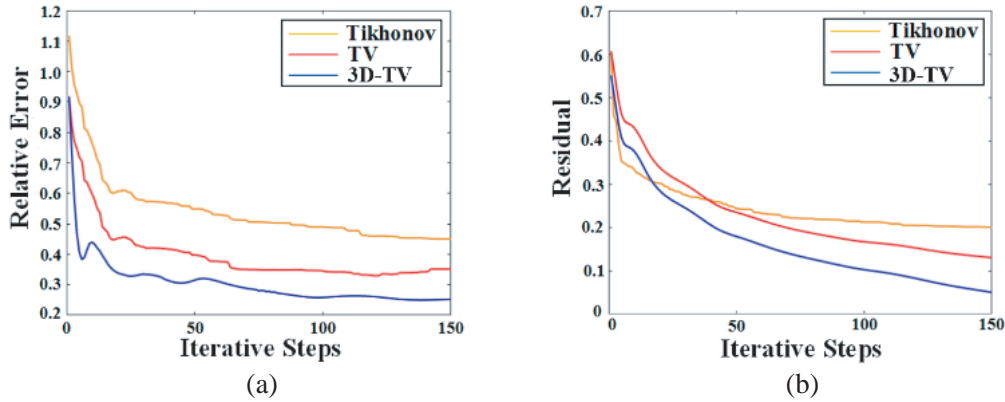 1.2
1.1
1.0
0.9
0.8
0.7
0.6
0.5
0.4
0.3
0.2
Relative Error
Tikhonov
TV
3D-TV
0
50
100
150
Iterative Steps
(a)
0.7
0.6
0.5
0.4
0.3
0.2
0.1
0
Residual
Tikhonov
TV
3D-TV
0
50
100
150
Iterative Steps
(b)